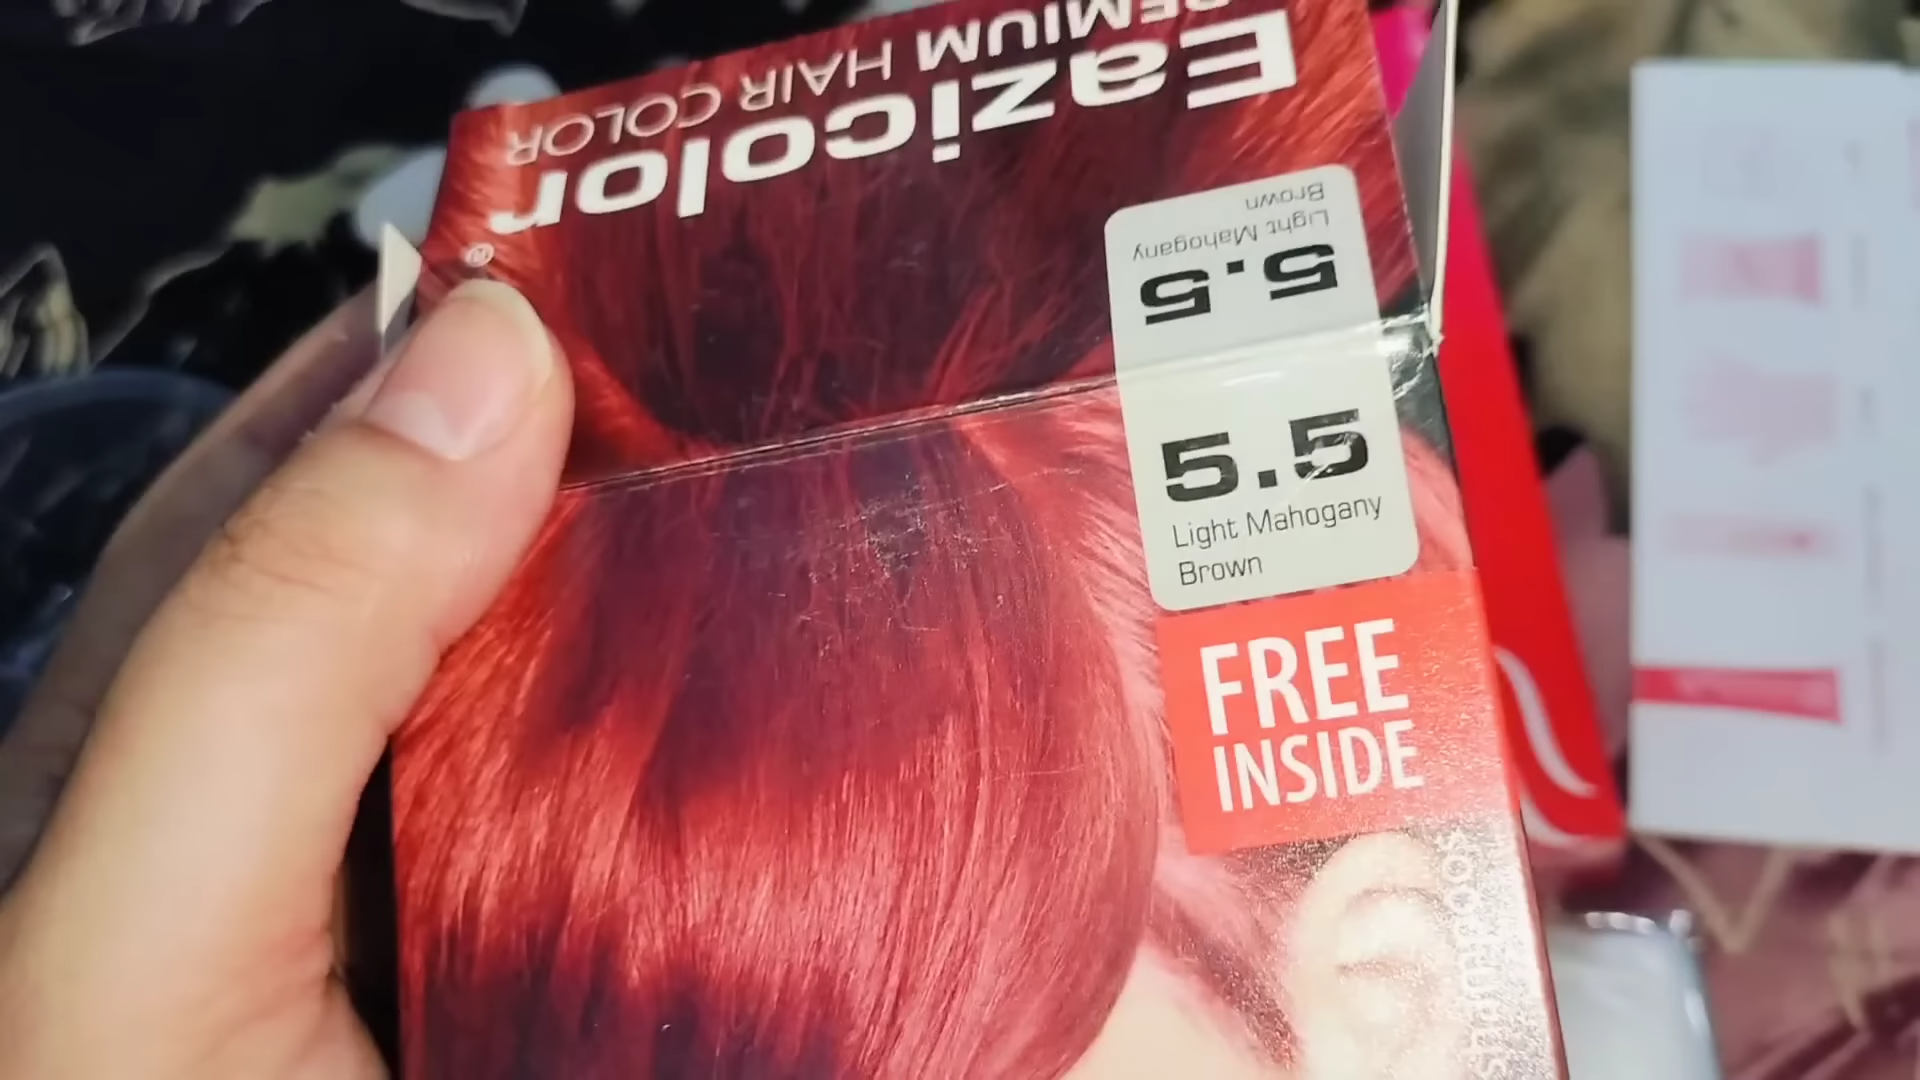 PREMIUM HAIR COLOR
Eazicolor®
5.5
Light Mahogany
Brown
5.5
Light Mahogany
Brown
FREE
INSIDE